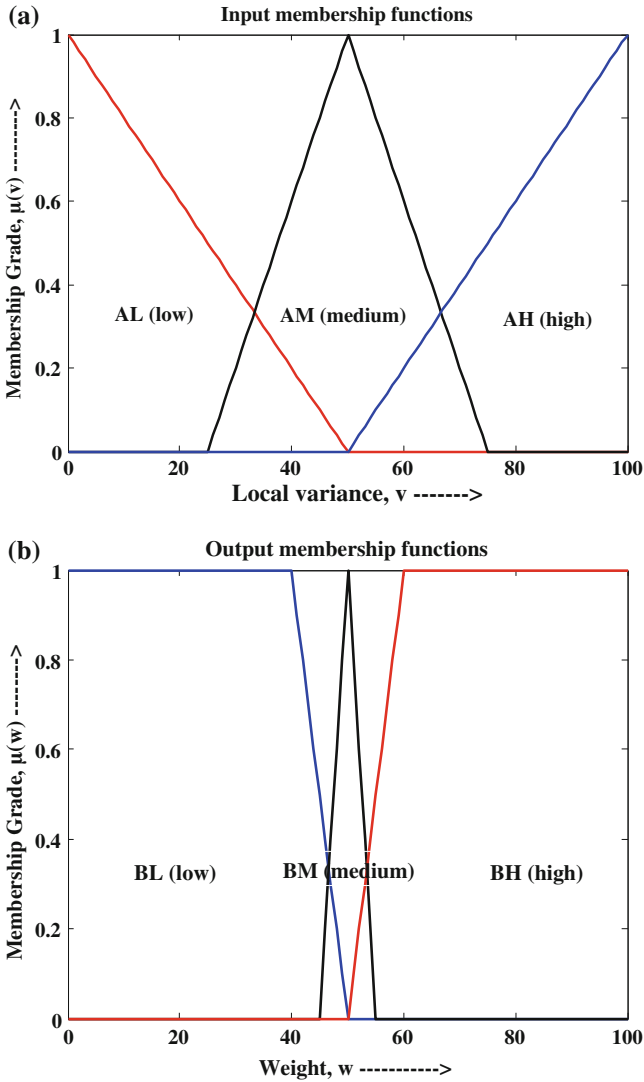 (a)
Input membership functions
Membership Grade, μ(v) -------->
1
0.8
0.6
0.4
0.2
0
AL (low)
AM (medium)
AH (high)
0 20 40 60 80 100
Local variance, v ------->
(b)
Output membership functions
Membership Grade, μ(w) -------->
1
0.8
0.6
0.4
0.2
0
BL (low)
BM (medium)
BH (high)
0 20 40 60 80 100
Weight, w ----------->